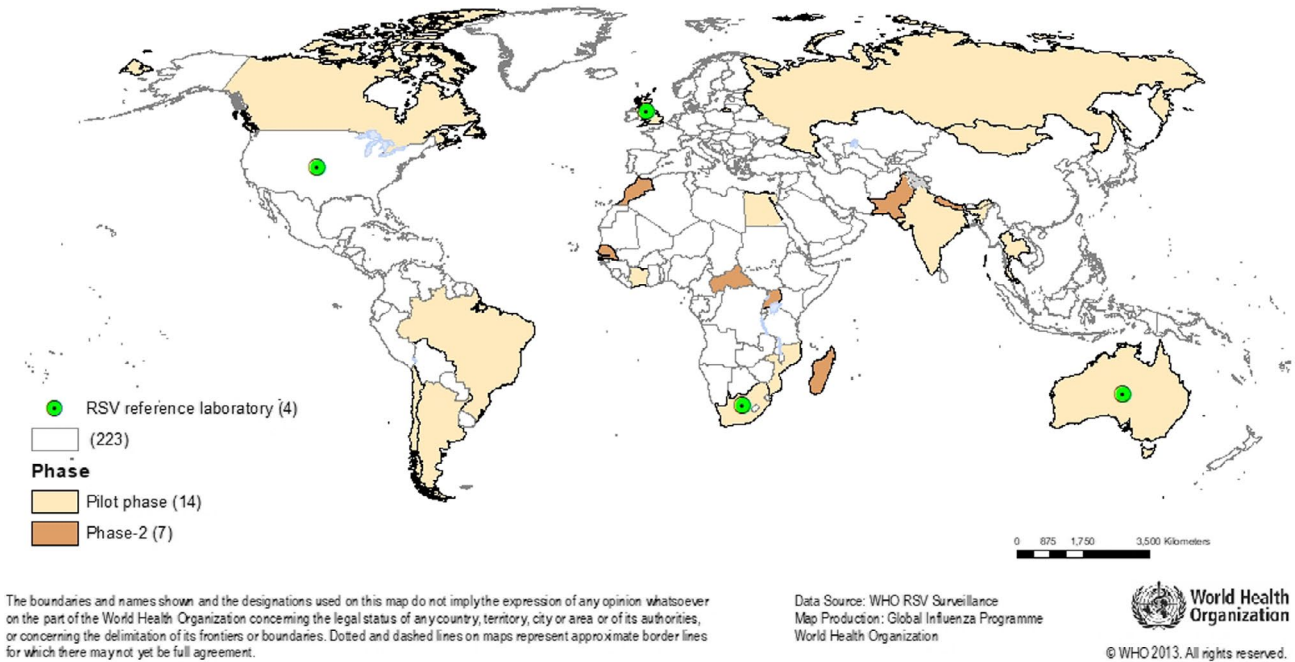 RSV reference laboratory (4)
(223)
Phase
Pilot phase (14)
Phase-2 (7)
0 875 1,750 3,500 Kilometers
The boundaries and names shown and the designations used on this map do not imply the expression of any opinion whatsoever
on the part of the World Health Organization concerning the legal status of any country, territory, city or area or of its authorities,
or concerning the delimitation of its frontiers or boundaries. Dotted and dashed lines on maps represent approximate border lines
for which there may not yet be full agreement.
Data Source: WHO RSV Surveillance
Map Production: Global Influenza Programme
World Health Organization
World Health
Organization
© WHO 2013. All rights reserved.